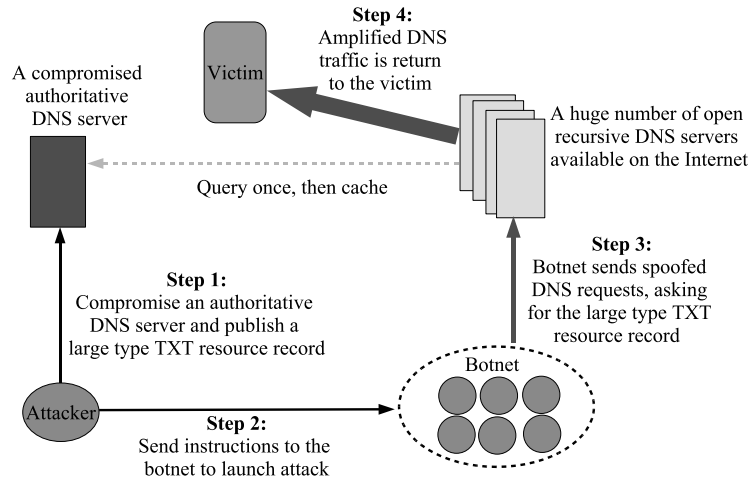 Step 4:
Amplified DNS
traffic is return
to the victim
Victim
A compromised
authoritative
DNS server
A huge number of open
recursive DNS servers
available on the Internet
Query once, then cache
Step 3:
Botnet sends spoofed
DNS requests, asking
for the large type TXT
resource record
Step 1:
Compromise an authoritative
DNS server and publish a
large type TXT resource record
Botnet
Attacker
Step 2:
Send instructions to the
botnet to launch attack